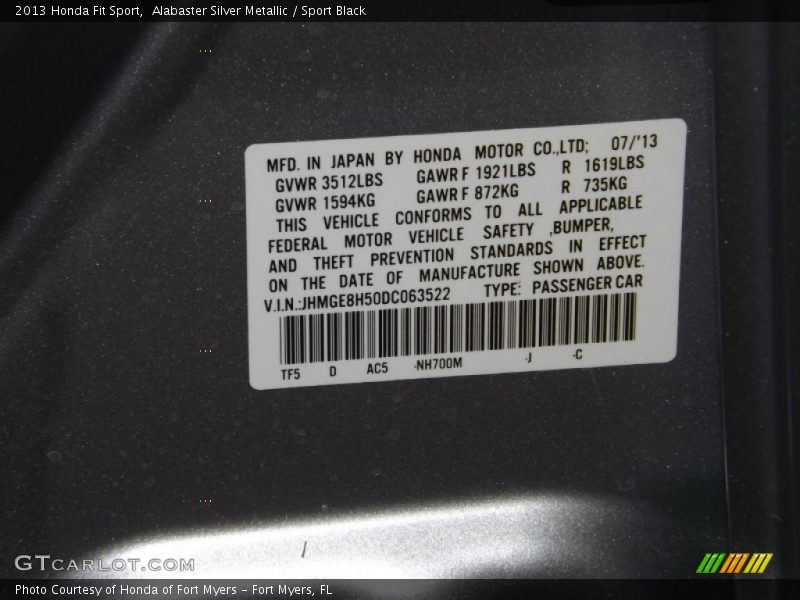 2013 Honda Fit Sport,  Alabaster Silver Metallic / Sport Black
MFD. IN JAPAN BY HONDA MOTOR CO.,LTD; 07/'13
GVWR 3512LBS GAWR F 1921LBS R 1619LBS
GVWR 1594KG GAWR F 872KG R 735KG
THIS VEHICLE CONFORMS TO ALL APPLICABLE
FEDERAL MOTOR VEHICLE SAFETY ,BUMPER,
AND THEFT PREVENTION STANDARDS IN EFFECT
ON THE DATE OF MANUFACTURE SHOWN ABOVE.
V.I.N.:JHMGE8H50DC063522 TYPE: PASSENGER CAR
TF5 D AC5 -NH700M -J -C
GTCARLOT.COM
Photo Courtesy of Honda of Fort Myers – Fort Myers, FL